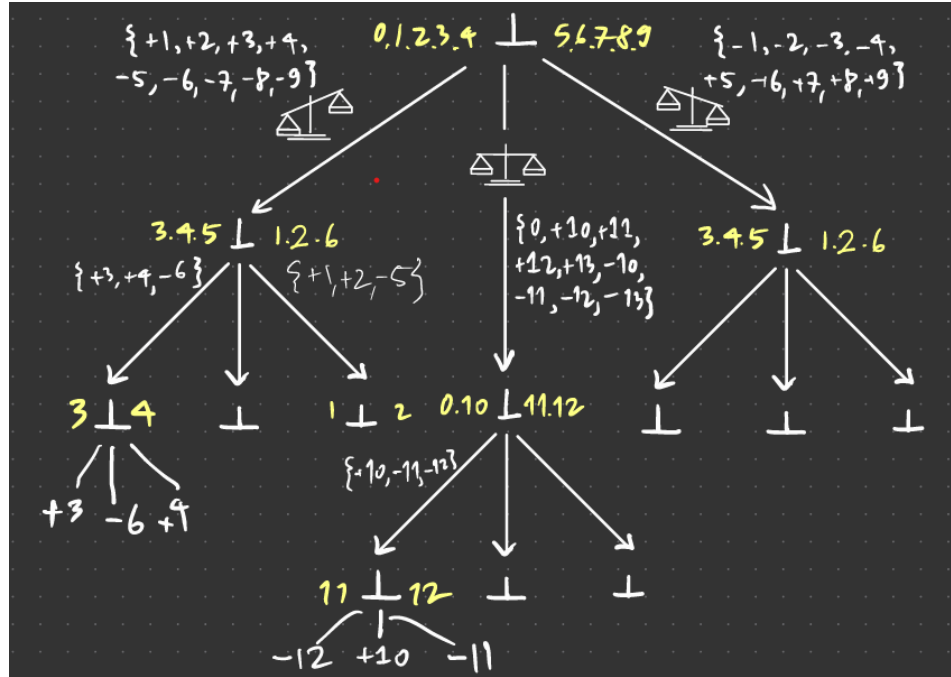 {+1,+2,+3,+4,
-5,-6,-7,-8,-9}
0.1.2.3.4 ⊥ 5.6.7.8.9
{-1,-2,-3,-4,
+5,+6,+7,+8,+9}
3.4.5 ⊥ 1.2.6
{+3,+4,-6}
{+1,+2,-5}
{0,+10,+11,
+12,+13,-10,
-11,-12,-13}
3.4.5 ⊥ 1.2.6
3 ⊥ 4
⊥
1 ⊥ 2
0.10 ⊥ 11.12
⊥
⊥
⊥
{+10,-11,-12}
+3 -6 +4
11 ⊥ 12
⊥
⊥
-12 +10 -11